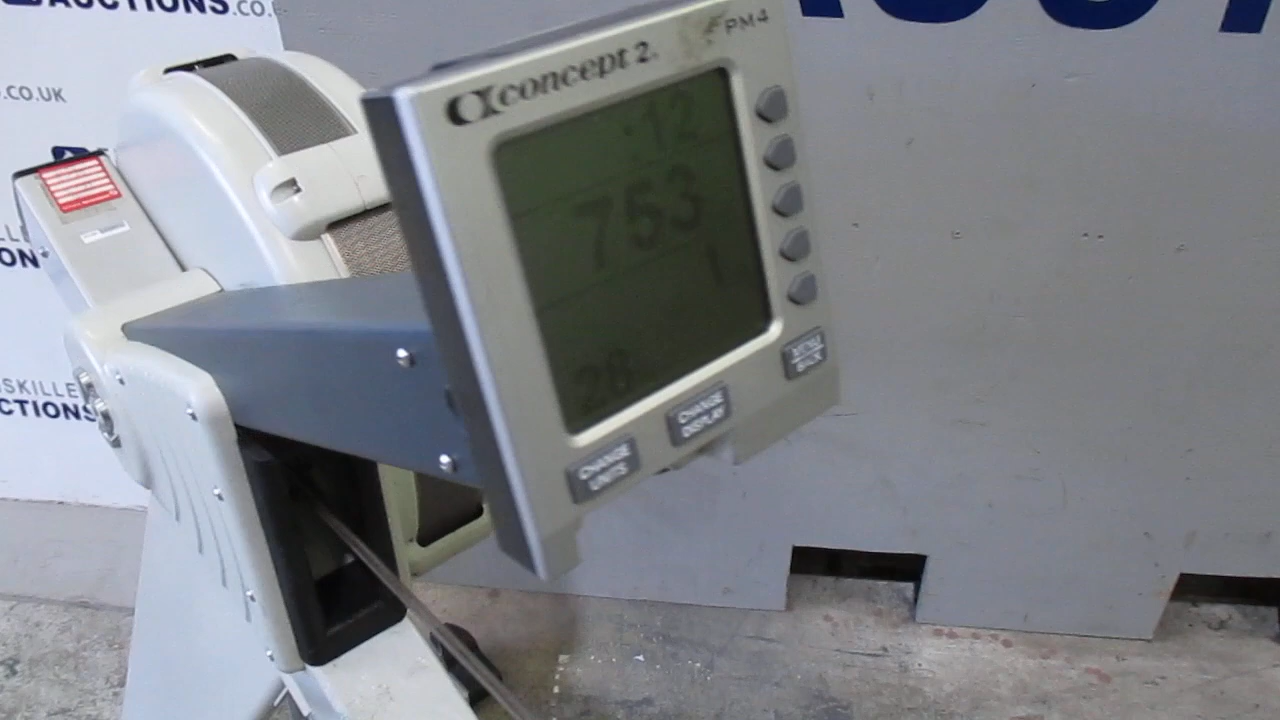 AUCTIONS.CO.
.CO.UK
SKILLE
CTIONS
ON
concept 2.
PM4
:12
753
1
28
MENU
BACK
CHANGE
DISPLAY
CHANGE
UNITS